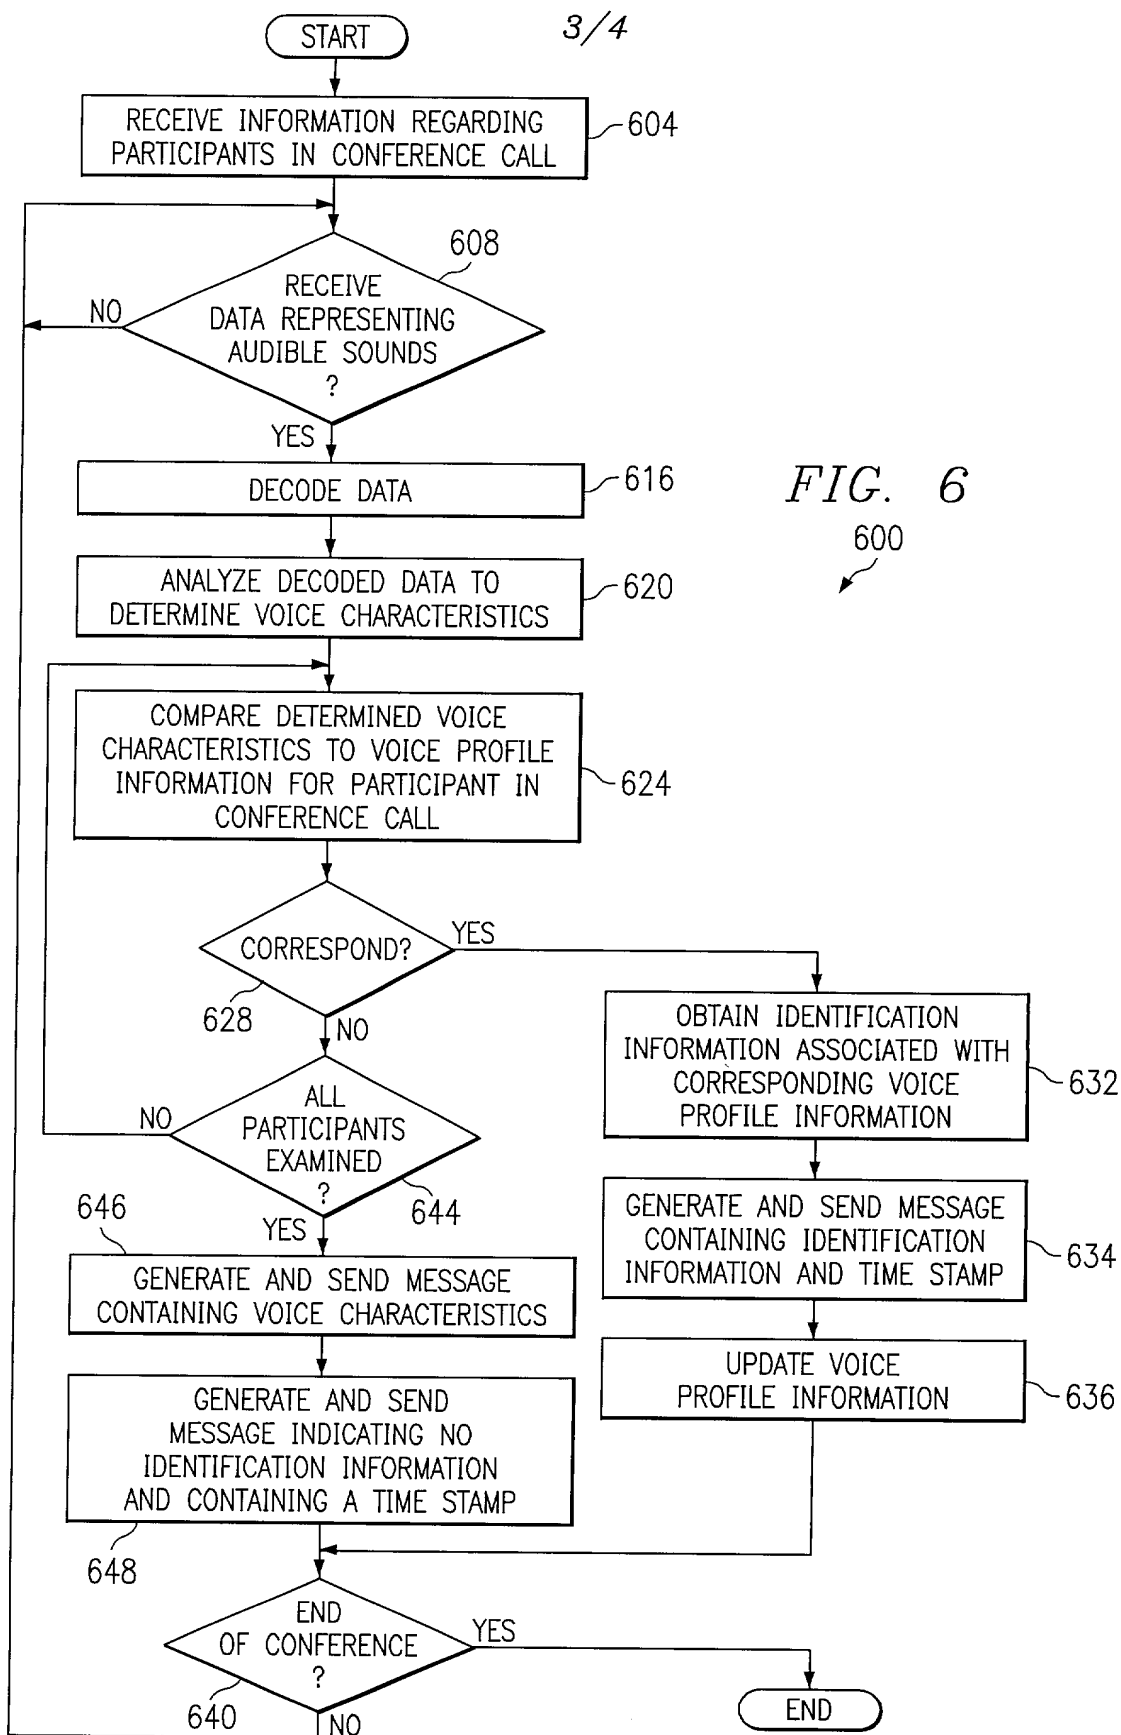 3/4
START
RECEIVE INFORMATION REGARDING
PARTICIPANTS IN CONFERENCE CALL
604
608
RECEIVE
DATA REPRESENTING
AUDIBLE SOUNDS
?
NO
YES
DECODE DATA
616
FIG. 6
600
ANALYZE DECODED DATA TO
DETERMINE VOICE CHARACTERISTICS
620
COMPARE DETERMINED VOICE
CHARACTERISTICS TO VOICE PROFILE
INFORMATION FOR PARTICIPANT IN
CONFERENCE CALL
624
CORRESPOND?
YES
628
NO
OBTAIN IDENTIFICATION
INFORMATION ASSOCIATED WITH
CORRESPONDING VOICE
PROFILE INFORMATION
632
ALL
PARTICIPANTS
EXAMINED
?
NO
644
YES
646
GENERATE AND SEND MESSAGE
CONTAINING IDENTIFICATION
INFORMATION AND TIME STAMP
634
GENERATE AND SEND MESSAGE
CONTAINING VOICE CHARACTERISTICS
UPDATE VOICE
PROFILE INFORMATION
636
GENERATE AND SEND
MESSAGE INDICATING NO
IDENTIFICATION INFORMATION
AND CONTAINING A TIME STAMP
648
END
OF CONFERENCE
?
YES
640
NO
END